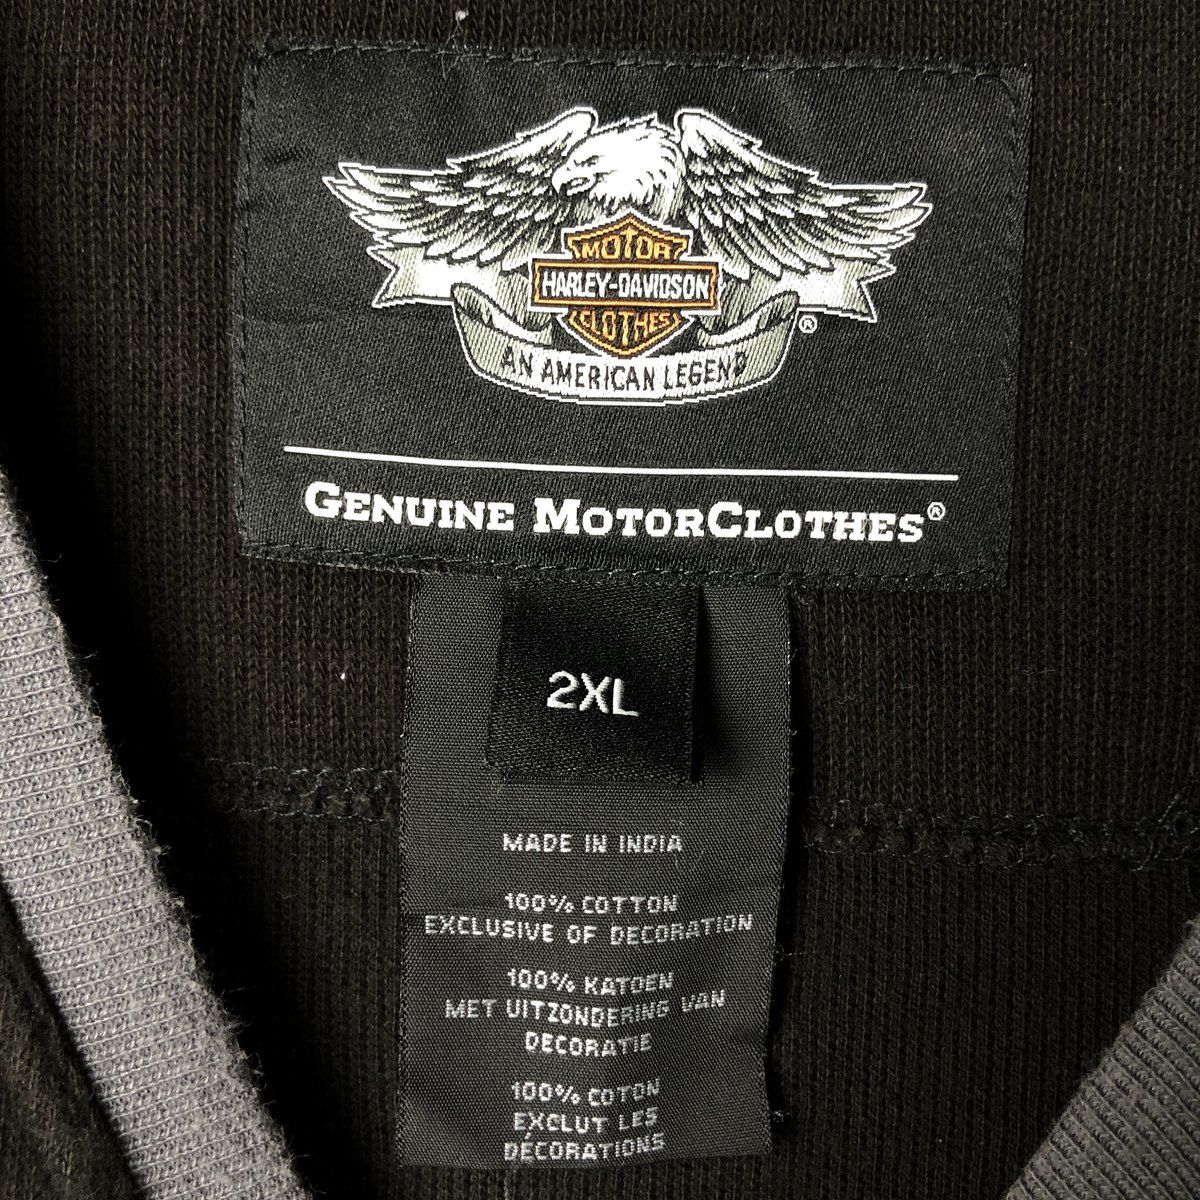 MOTOR
HARLEY-DAVIDSON
CLOTHES
®
AN AMERICAN LEGEND
GENUINE MOTORCLOTHES®
2XL
MADE IN INDIA
100% COTTON
EXCLUSIVE OF DECORATION
100% KATOEN
MET UITZONDERING VAN
DECORATIE
100% COTON
EXCLUT LES
DÉCORATIONS